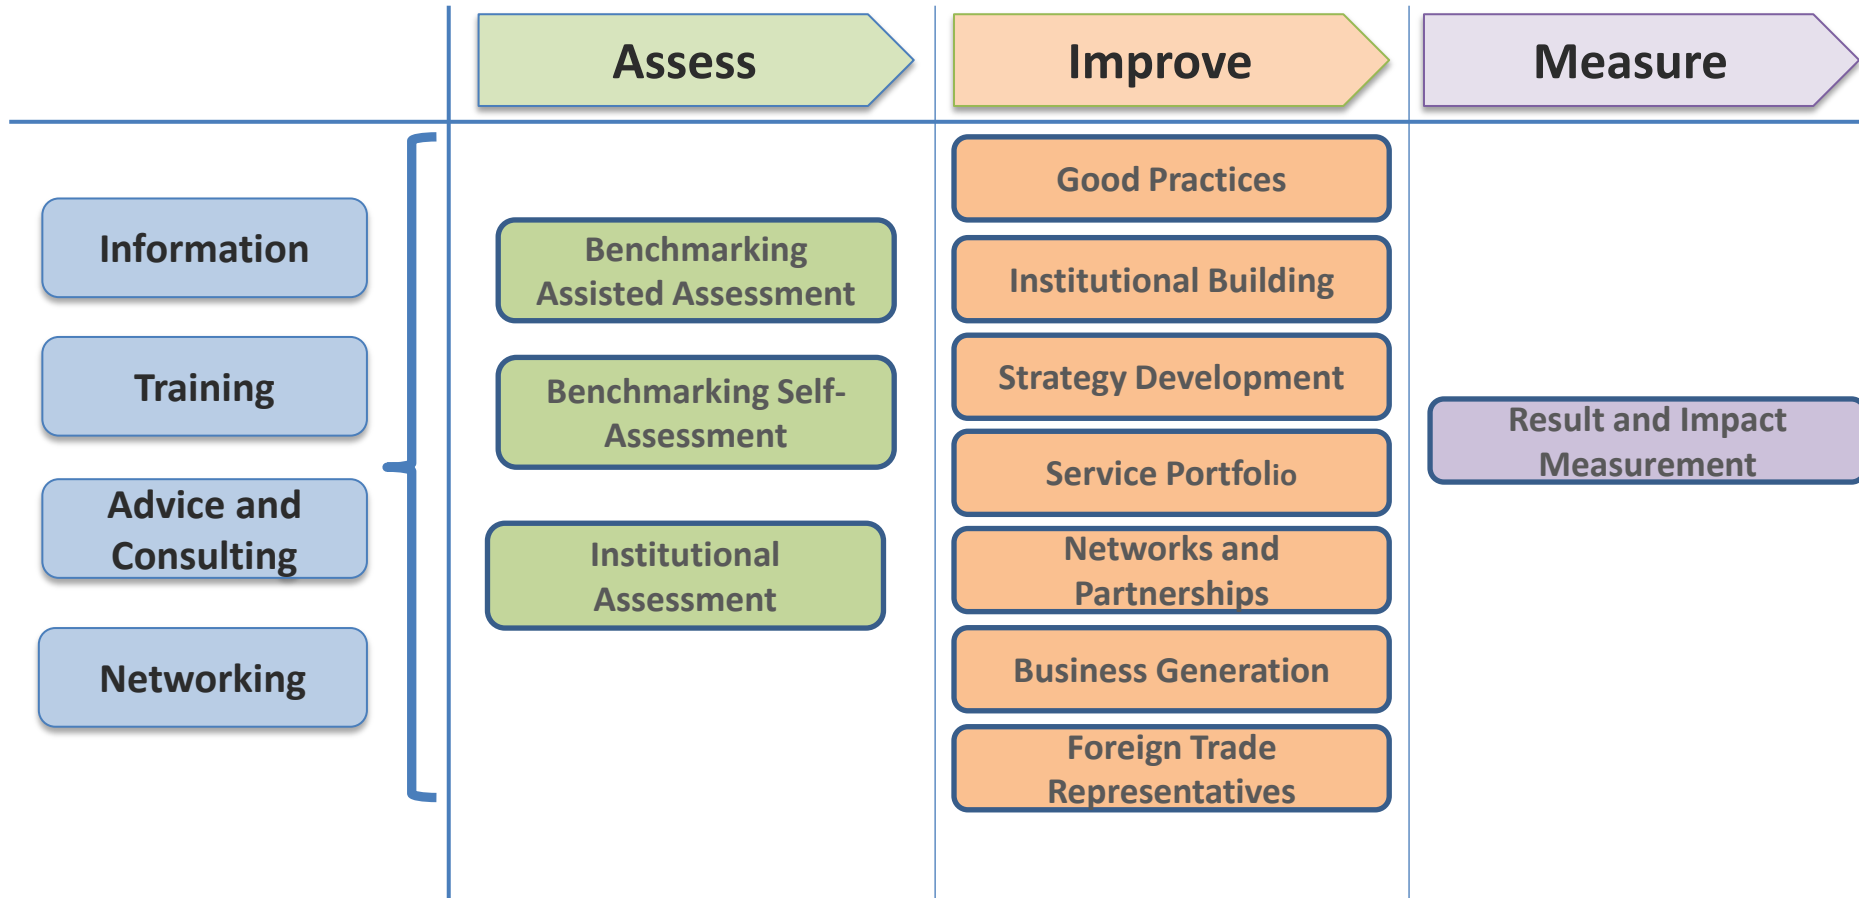 Assess
Improve
Measure
Information
Training
Advice and
Consulting
Networking
Benchmarking
Assisted Assessment
Benchmarking Self-
Assessment
Institutional
Assessment
Good Practices
Institutional Building
Strategy Development
Service Portfolio
Networks and
Partnerships
Business Generation
Foreign Trade
Representatives
Result and Impact
Measurement